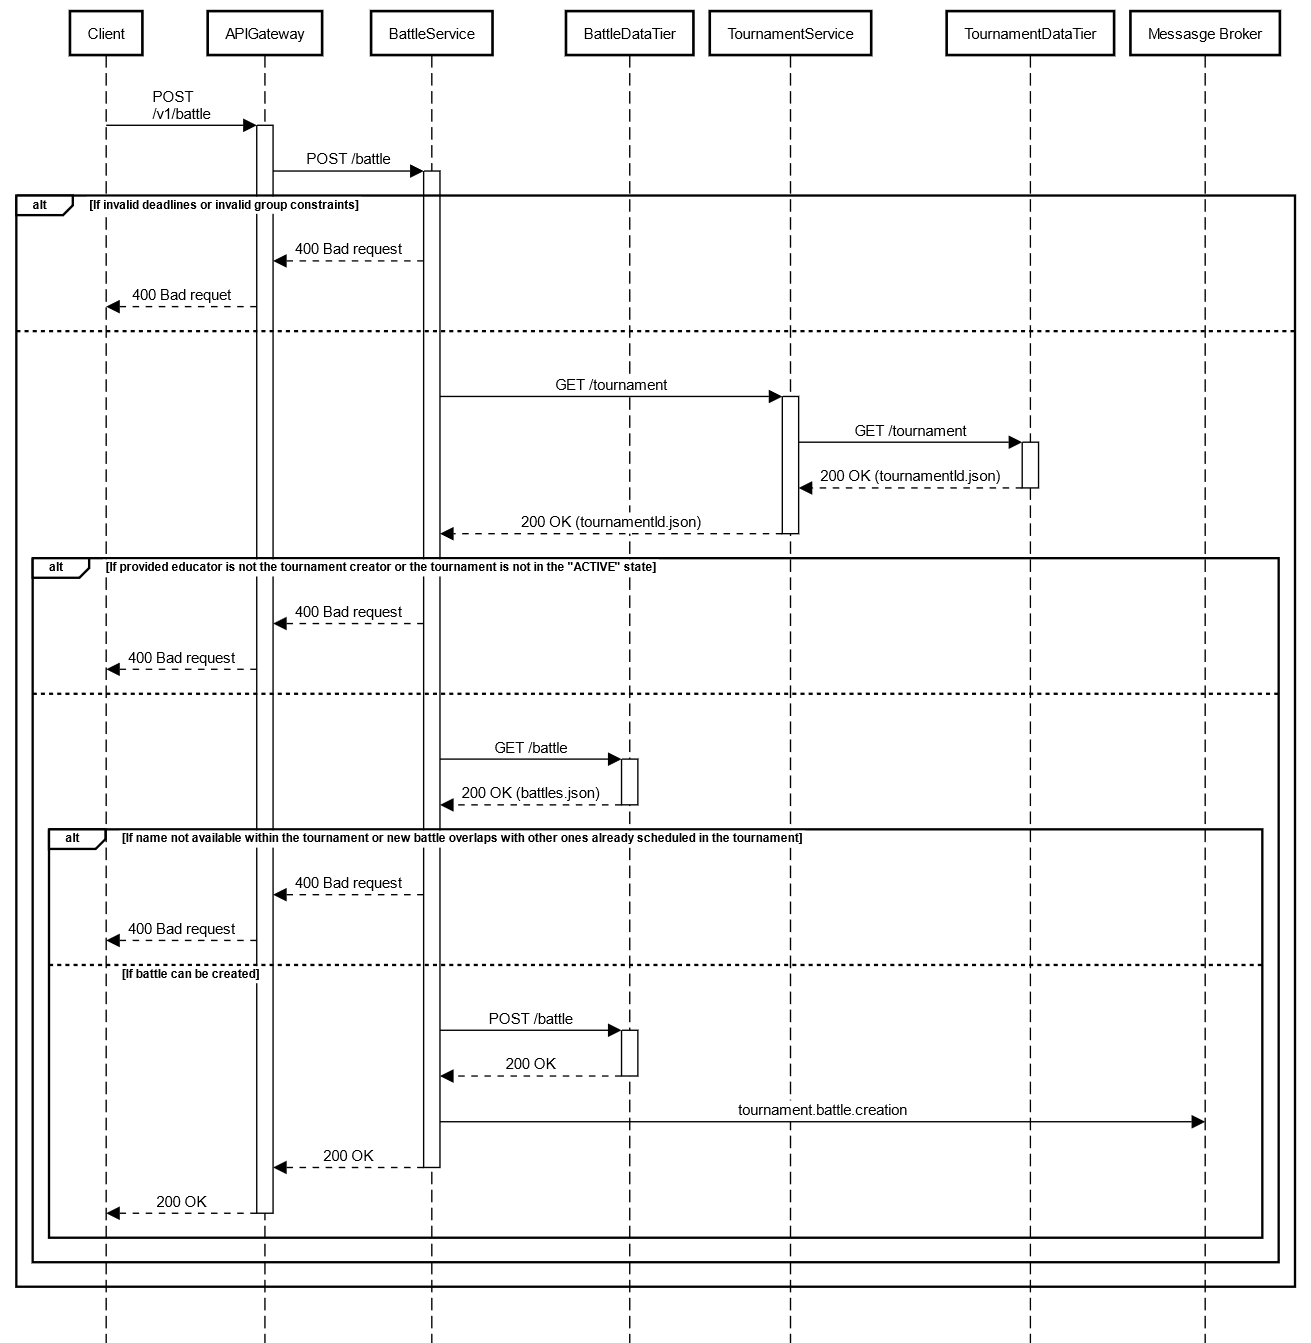 Client
APIGateway
BattleService
BattleDataTier
TournamentService
TournamentDataTier
Messasge Broker
POST
/v1/battle
POST /battle
alt
[If invalid deadlines or invalid group constraints]
400 Bad request
400 Bad requet
GET /tournament
GET /tournament
200 OK (tournamentId.json)
200 OK (tournamentId.json)
alt
[If provided educator is not the tournament creator or the tournament is not in the "ACTIVE" state]
400 Bad request
400 Bad request
GET /battle
200 OK (battles.json)
alt
[If name not available within the tournament or new battle overlaps with other ones already scheduled in the tournament]
400 Bad request
400 Bad request
[If battle can be created]
POST /battle
200 OK
tournament.battle.creation
200 OK
200 OK